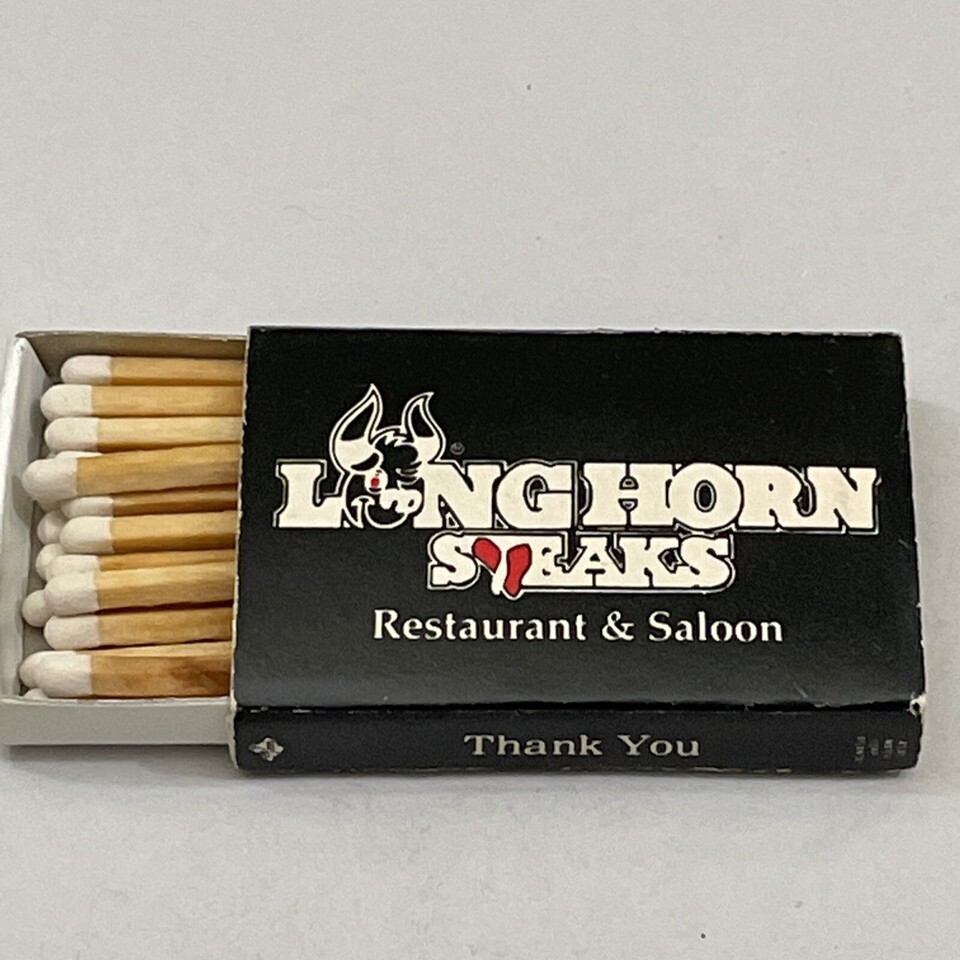 LONGHORN ®
STEAKS
Restaurant & Saloon
Thank You